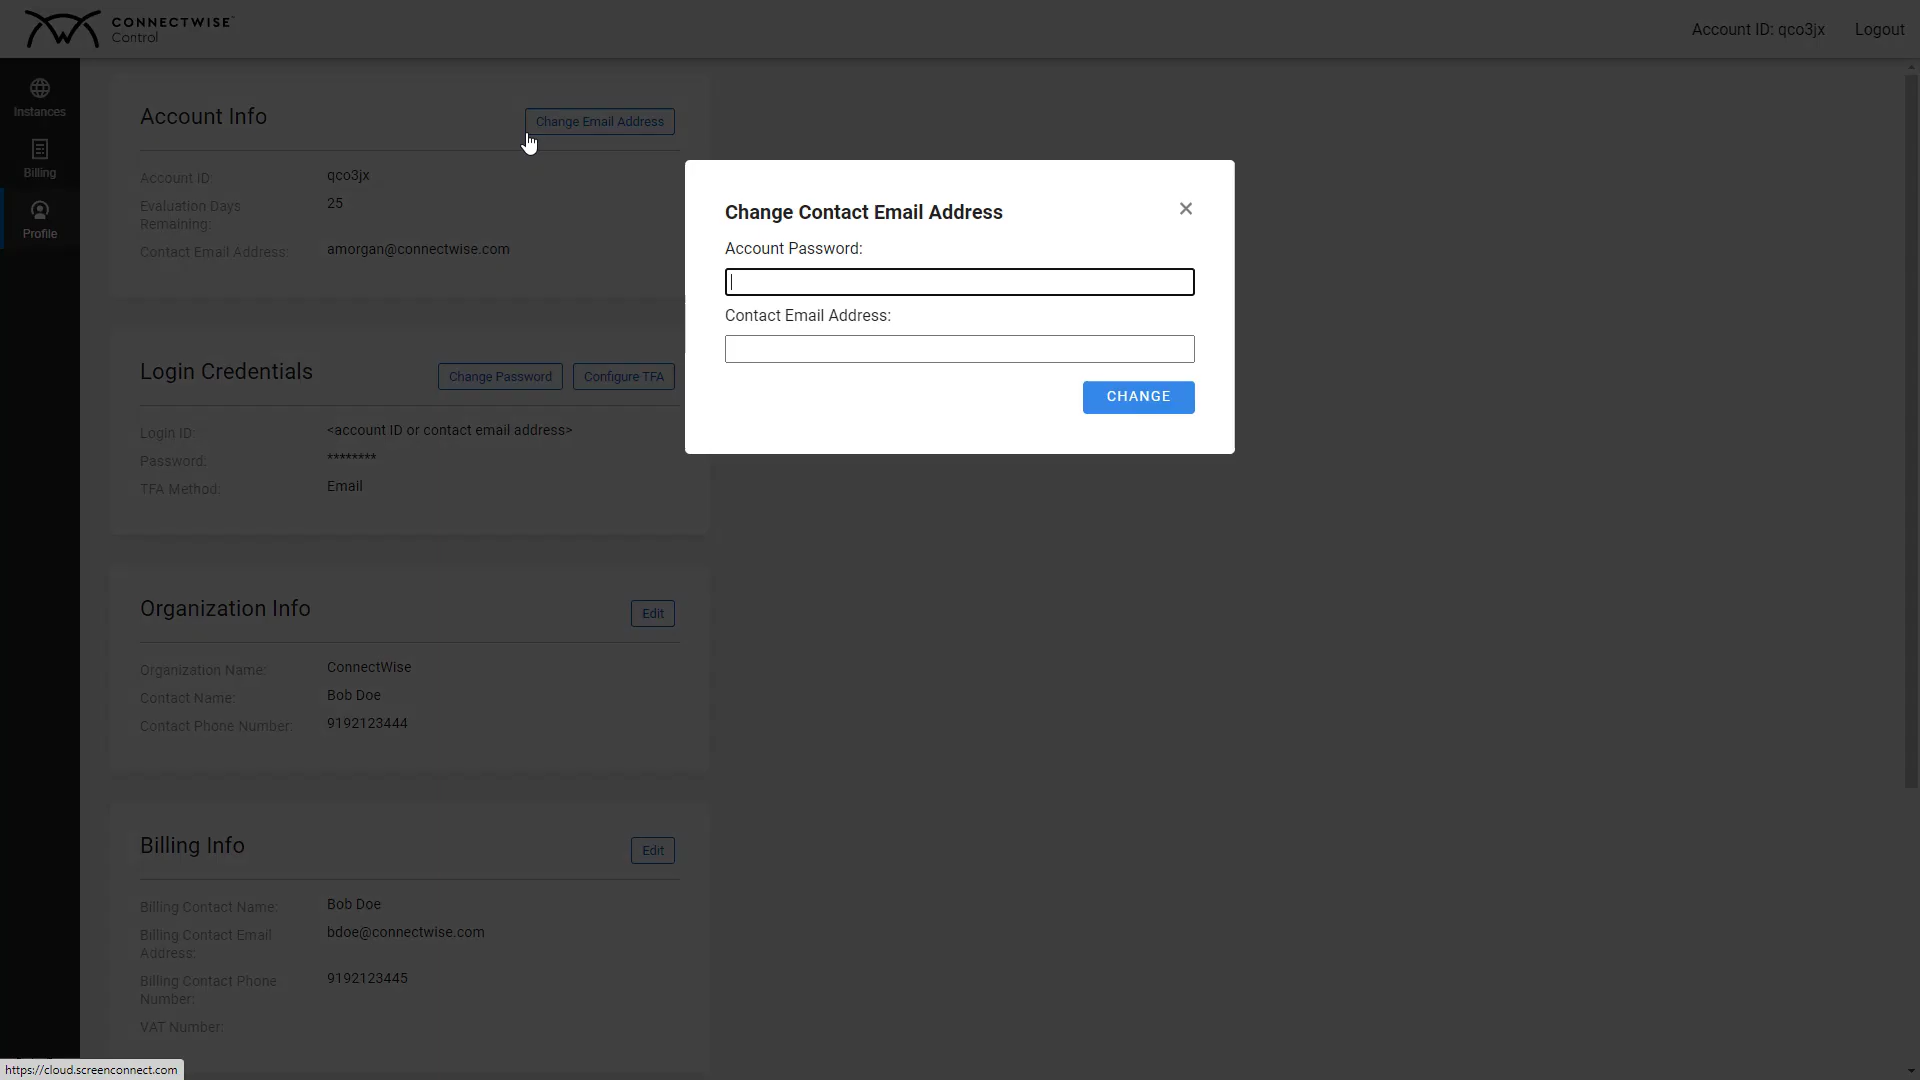 CONNECTWISE
Control
Account ID: qco3jx
Logout
Instances
Billing
Profile
Account Info
Change Email Address
Account ID:
qco3jx
Evaluation Days
Remaining:
25
Contact Email Address:
amorgan@connectwise.com
Change Contact Email Address
×
Account Password:
Contact Email Address:
CHANGE
Login Credentials
Change Password
Configure TFA
Login ID:
<account ID or contact email address>
Password:
********
TFA Method:
Email
Organization Info
Edit
Organization Name:
ConnectWise
Contact Name:
Bob Doe
Contact Phone Number:
9192123444
Billing Info
Edit
Billing Contact Name:
Bob Doe
Billing Contact Email
Address:
bdoe@connectwise.com
Billing Contact Phone
Number:
9192123445
VAT Number:
https://cloud.screenconnect.com